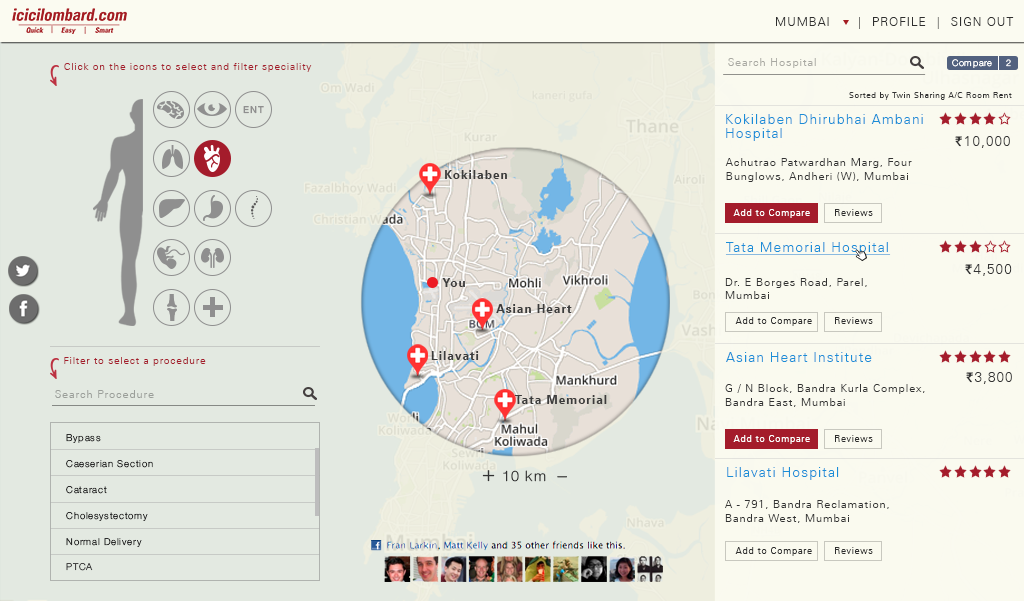 icicilombard.com
Quick | Easy | Smart
MUMBAI ▼ | PROFILE | SIGN OUT
Click on the icons to select and filter speciality
ENT
Filter to select a procedure
Search Procedure
Bypass
Caeserian Section
Cataract
Cholesystectomy
Normal Delivery
PTCA
Om Wadi
kaneri gufa
Thane
Kurar
Airoli
Fazalbhoy Wadi
Christian Wadi
Kokilaben
You
Mohli
Vikhroli
Asian Heart
Lilavati
Mankhurd
Tata Memorial
Mahul
Koliwada
Koliwada
Koliwada
Nhava
Mumbai
+ 10 km −
Fran Larkin, Matt Kelly and 35 other friends like this.
Search Hospital
Compare 2
Sorted by Twin Sharing A/C Room Rent
Kokilaben Dhirubhai Ambani
Hospital
₹10,000
Achutrao Patwardhan Marg, Four
Bunglows, Andheri (W), Mumbai
Add to Compare Reviews
Tata Memorial Hospital
₹4,500
Dr. E Borges Road, Parel,
Mumbai
Add to Compare Reviews
Asian Heart Institute
₹3,800
G / N Block, Bandra Kurla Complex,
Bandra East, Mumbai
Add to Compare Reviews
Lilavati Hospital
A - 791, Bandra Reclamation,
Bandra West, Mumbai
Add to Compare Reviews